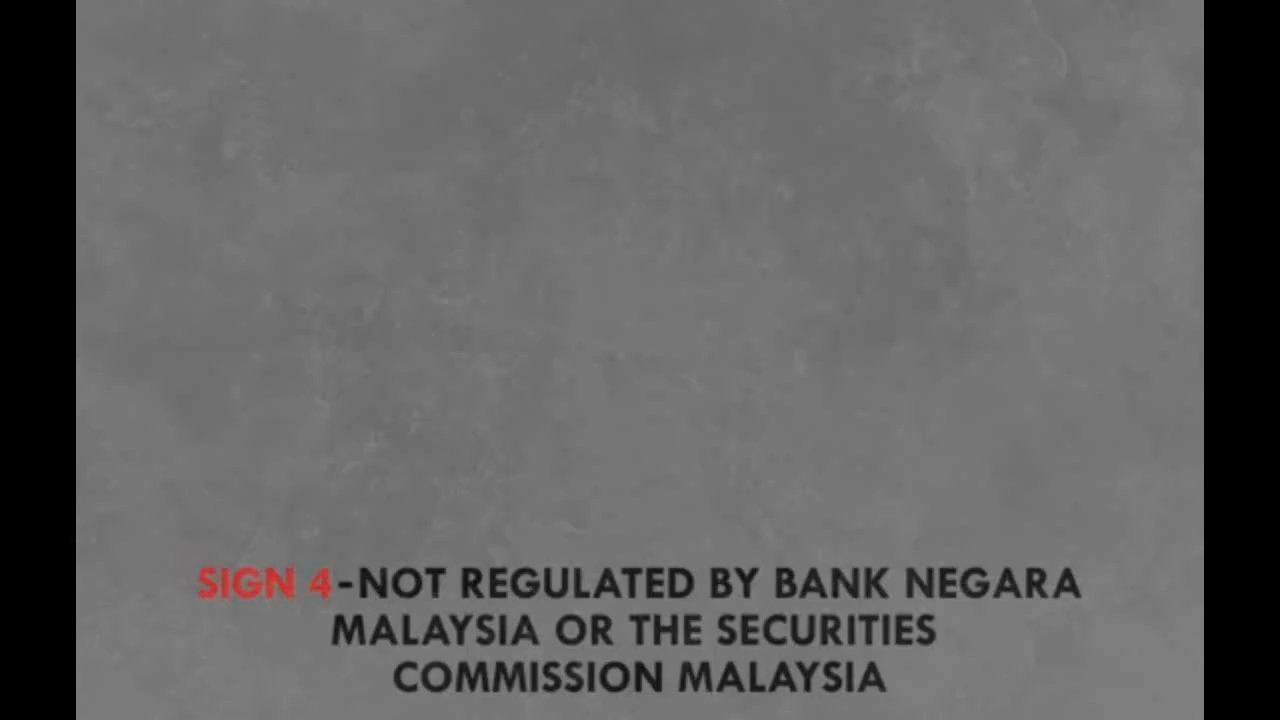 SIGN 4-NOT REGULATED BY BANK NEGARA
MALAYSIA OR THE SECURITIES
COMMISSION MALAYSIA